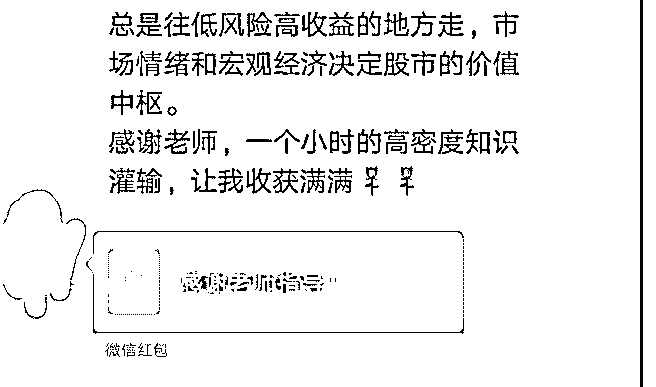 总是往低风险高收益的地方走，市
场情绪和宏观经济决定股市的价值
中枢。
感谢老师，一个小时的高密度知识
灌输，让我收获满满🌹🌹
感谢老师指导
微信红包